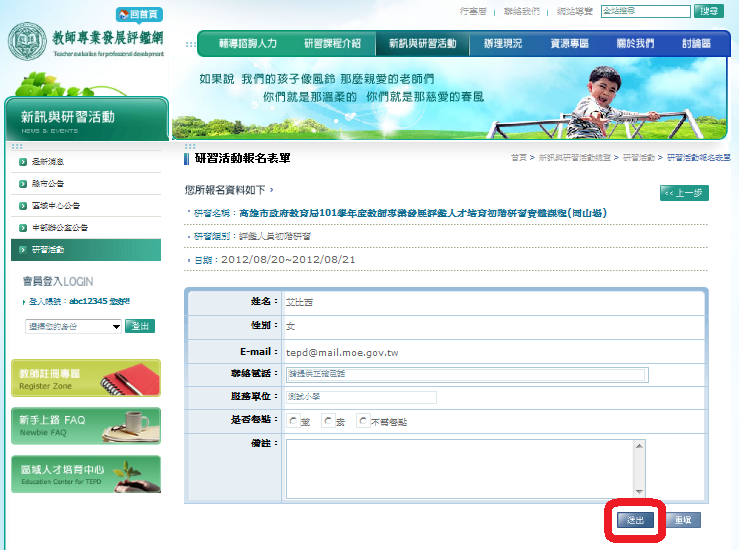 回首頁
行事曆 | 聯絡我們 | 網站導覽 全站搜尋 搜尋
教師專業發展評鑑網
Teacher evaluation for professional development
輔導諮詢人力 研習課程介紹 新訊與研習活動 辦理現況 資源專區 關於我們 討論區
如果說 我們的孩子像風鈴 那麼親愛的老師們
你們就是那溫柔的 你們就是那慈愛的春風
新訊與研習活動
NEWS & EVENTS
最新消息
縣市公告
區域中心公告
中部辦公室公告
研習活動
會員登入LOGIN
登入帳號：abc12345 您好!!
選擇您的身份 登出
教師註冊專區
Register Zone
新手上路 FAQ
Newbie FAQ
區域人才培育中心
Education Center for TEPD
研習活動報名表單
首頁 > 新訊與研習活動總覽 > 研習活動 > 研習活動報名表單
您所報名資料如下，
<< 上一步
研習名稱：高雄市政府教育局101學年度教師專業發展評鑑人才培育初階研習實體課程(岡山場)
研習類別：評鑑人員初階研習
日期：2012/08/20~2012/08/21
姓名： 艾比西
性別： 女
E-mail： tepd@mail.moe.gov.tw
聯絡電話： 請提供正確電話
服務單位： 測試小學
是否餐點： 葷 素 不需餐點
備註：
送出 重填